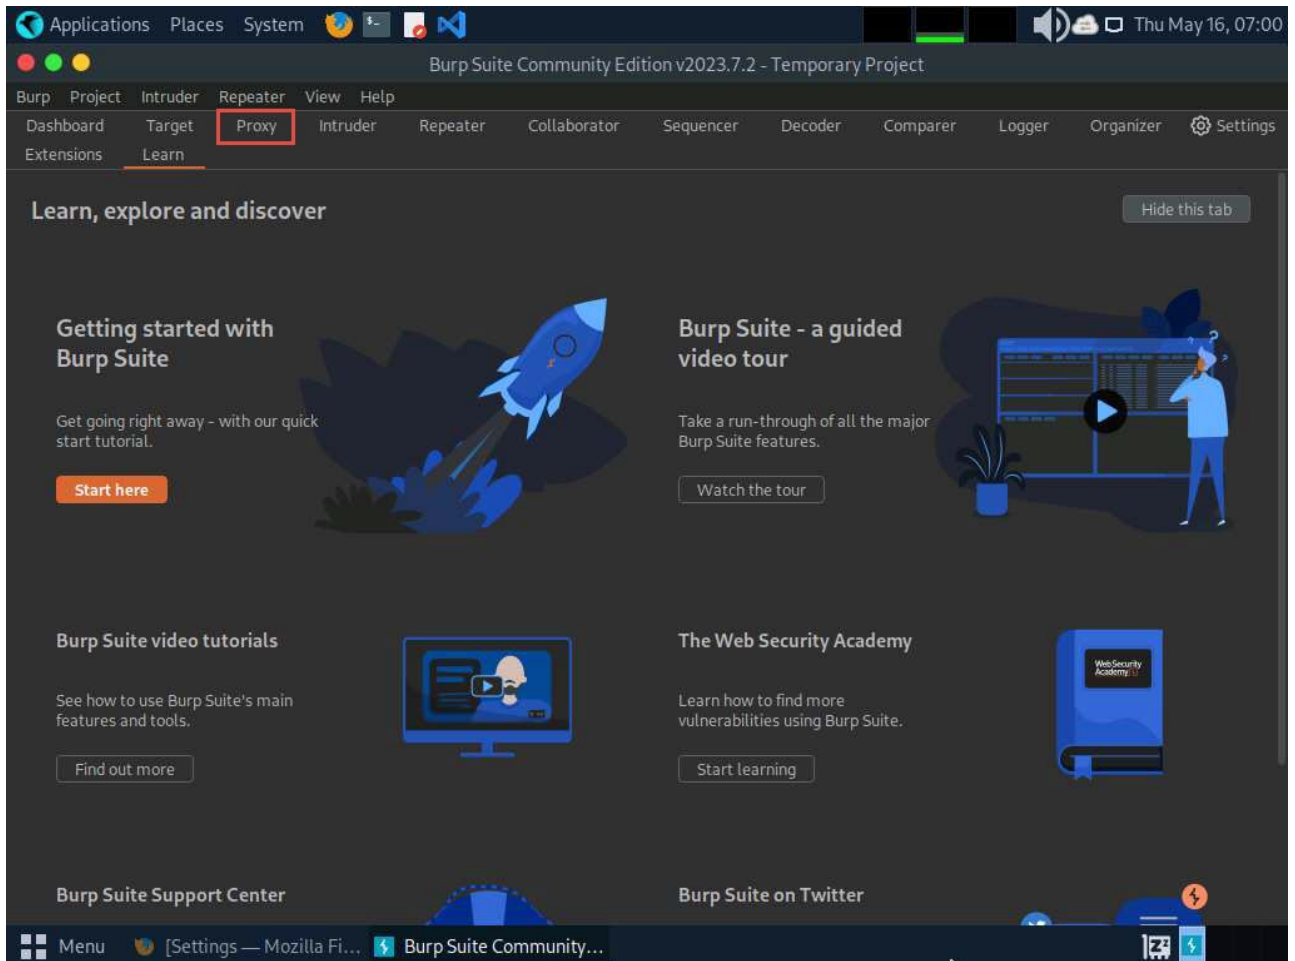 Applications Places System Thu May 16, 07:00
Burp Suite Community Edition v2023.7.2 - Temporary Project
Burp Project Intruder Repeater View Help
Dashboard Target Proxy Intruder Repeater Collaborator Sequencer Decoder Comparer Logger Organizer Settings
Extensions Learn
Learn, explore and discover
Hide this tab
Getting started with
Burp Suite
Get going right away - with our quick
start tutorial.
Start here
Burp Suite - a guided
video tour
Take a run-through of all the major
Burp Suite features.
Watch the tour
Burp Suite video tutorials
See how to use Burp Suite's main
features and tools.
Find out more
The Web Security Academy
Learn how to find more
vulnerabilities using Burp Suite.
Start learning
WebSecurity
Academy
Burp Suite Support Center
Burp Suite on Twitter
Menu [Settings — Mozilla Fi... Burp Suite Community...